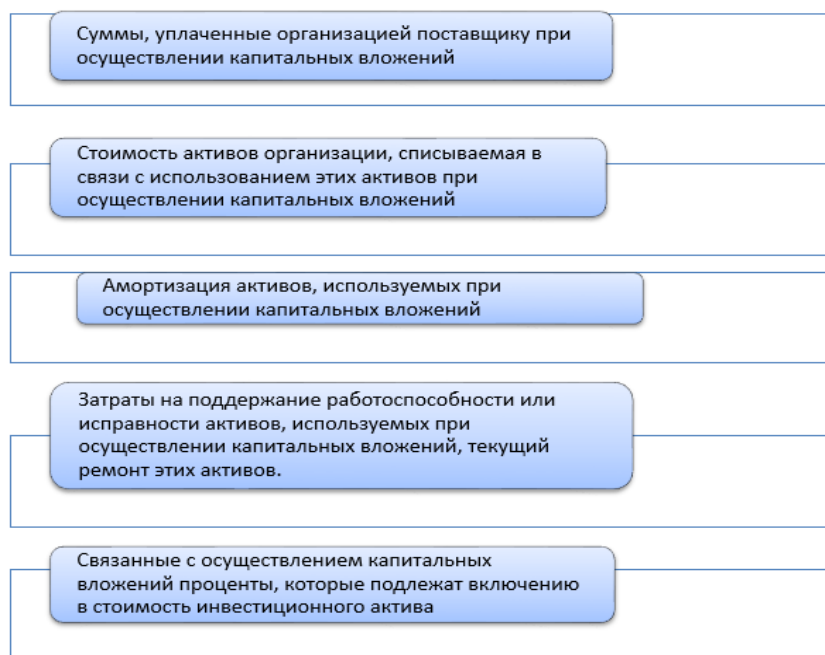 Суммы, уплаченные организацией поставщику при
осуществлении капитальных вложений
Стоимость активов организации, списываемая в
связи с использованием этих активов при
осуществлении капитальных вложений
Амортизация активов, используемых при
осуществлении капитальных вложений
Затраты на поддержание работоспособности или
исправности активов, используемых при
осуществлении капитальных вложений, текущий
ремонт этих активов.
Связанные с осуществлением капитальных
вложений проценты, которые подлежат включению
в стоимость инвестиционного актива